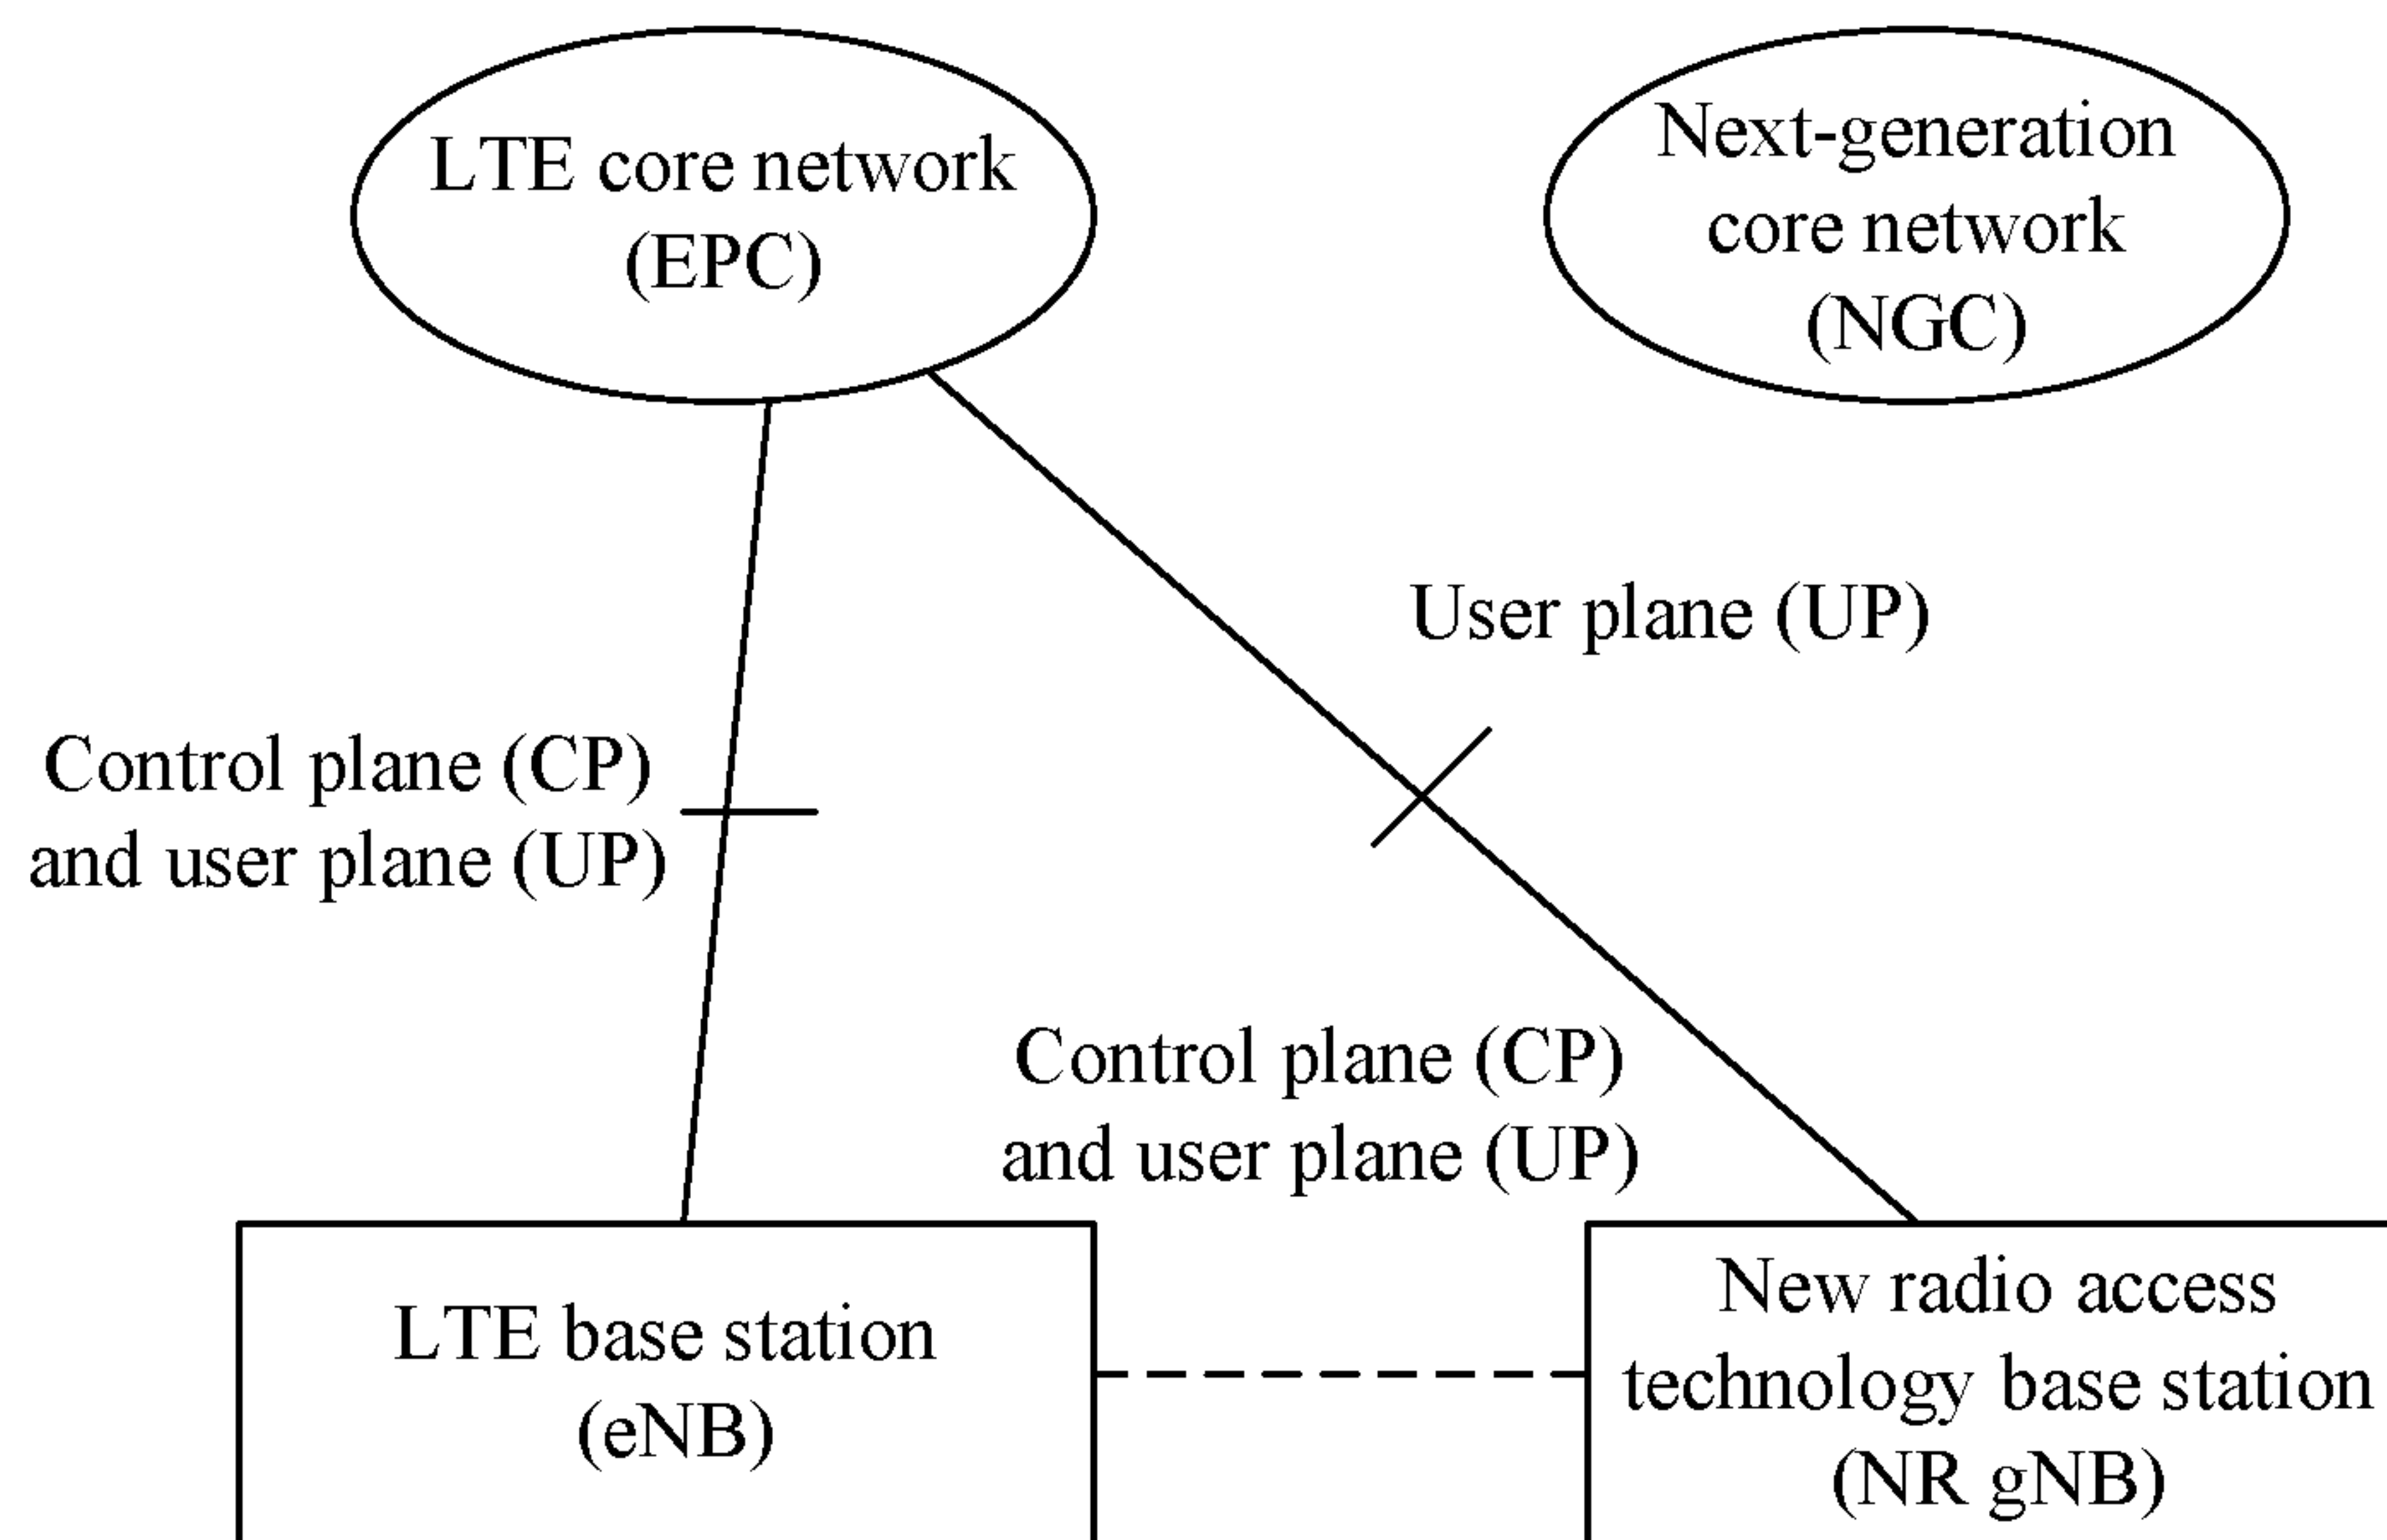 LTE core network
(EPC)
Next-generation
core network
(NGC)
User plane (UP)
Control plane (CP)
and user plane (UP)
Control plane (CP)
and user plane (UP)
LTE base station
(eNB)
New radio access
technology base station
(NR gNB)